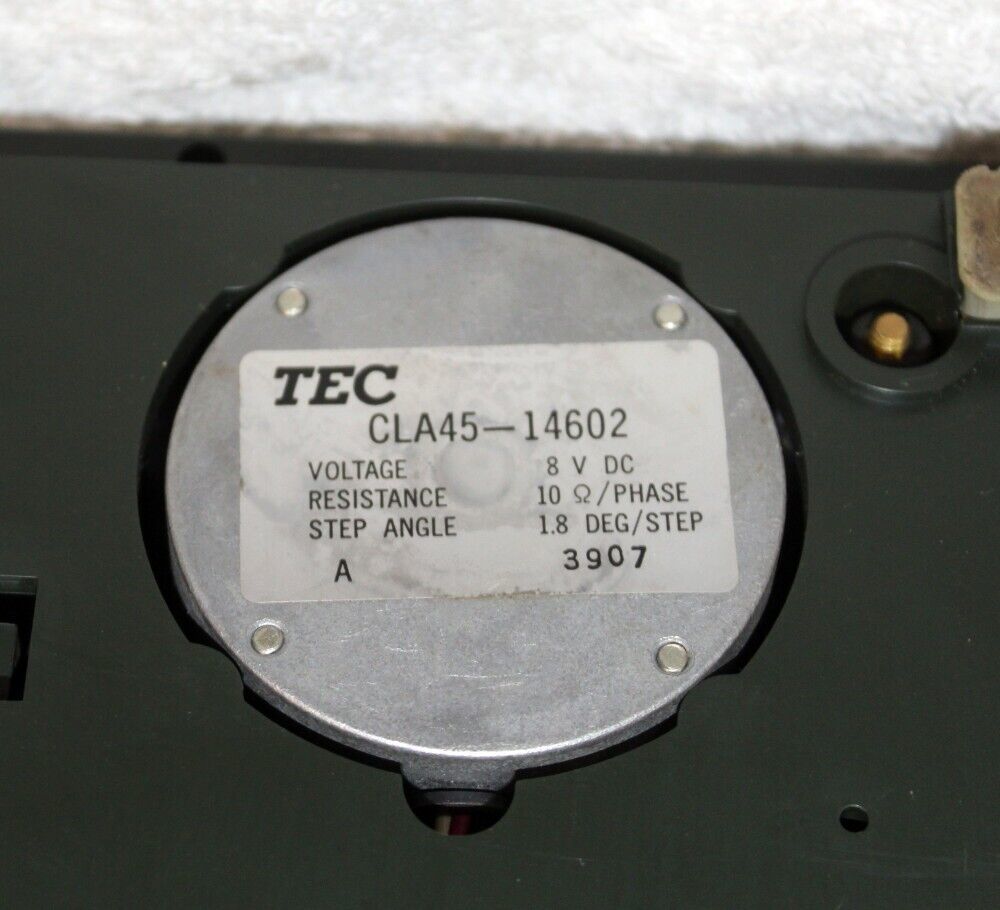 TEC
CLA45-14602
VOLTAGE 8 V DC
RESISTANCE 10 Ω/PHASE
STEP ANGLE 1.8 DEG/STEP
A 3907